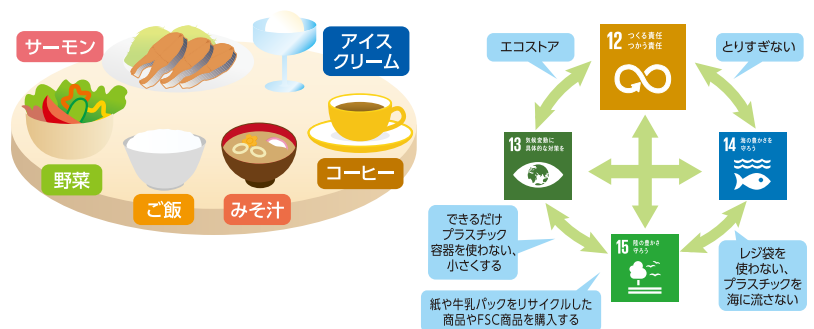 サーモン
アイス
クリーム
野菜
ご飯
みそ汁
コーヒー
エコストア
12 つくる責任
つかう責任
とりすぎない
13 気候変動に
具体的な対策を
14 海の豊かさを
守ろう
できるだけ
プラスチック
容器を使わない、
小さくする
15 陸の豊かさ
守ろう
レジ袋を
使わない、
プラスチックを
海に流さない
紙や牛乳パックをリサイクルした
商品やFSC商品を購入する